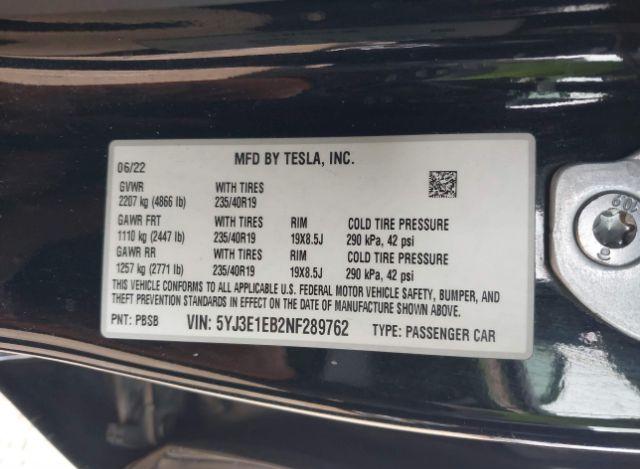 06/22 MFD BY TESLA, INC.
GVWR WITH TIRES
2207 kg (4866 lb) 235/40R19
GAWR FRT WITH TIRES RIM COLD TIRE PRESSURE
1110 kg (2447 lb) 235/40R19 19X8.5J 290 kPa, 42 psi
GAWR RR WITH TIRES RIM COLD TIRE PRESSURE
1257 kg (2771 lb) 235/40R19 19X8.5J 290 kPa, 42 psi
THIS VEHICLE CONFORMS TO ALL APPLICABLE U.S. FEDERAL MOTOR VEHICLE SAFETY, BUMPER, AND
THEFT PREVENTION STANDARDS IN EFFECT ON THE DATE OF MANUFACTURE SHOWN ABOVE.
PNT: PBSB VIN: 5YJ3E1EB2NF289762 TYPE: PASSENGER CAR